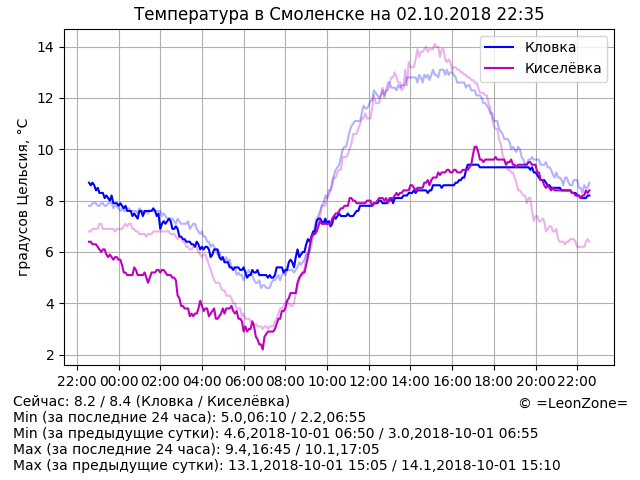 Температура в Смоленске на 02.10.2018 22:35
градусов Цельсия, °C
14
12
10
8
6
4
2
Кловка
Киселёвка
22:00 00:00 02:00 04:00 06:00 08:00 10:00 12:00 14:00 16:00 18:00 20:00 22:00
Сейчас: 8.2 / 8.4 (Кловка / Киселёвка)
© =LeonZone=
Min (за последние 24 часа): 5.0,06:10 / 2.2,06:55
Min (за предыдущие сутки): 4.6,2018-10-01 06:50 / 3.0,2018-10-01 06:55
Max (за последние 24 часа): 9.4,16:45 / 10.1,17:05
Max (за предыдущие сутки): 13.1,2018-10-01 15:05 / 14.1,2018-10-01 15:10